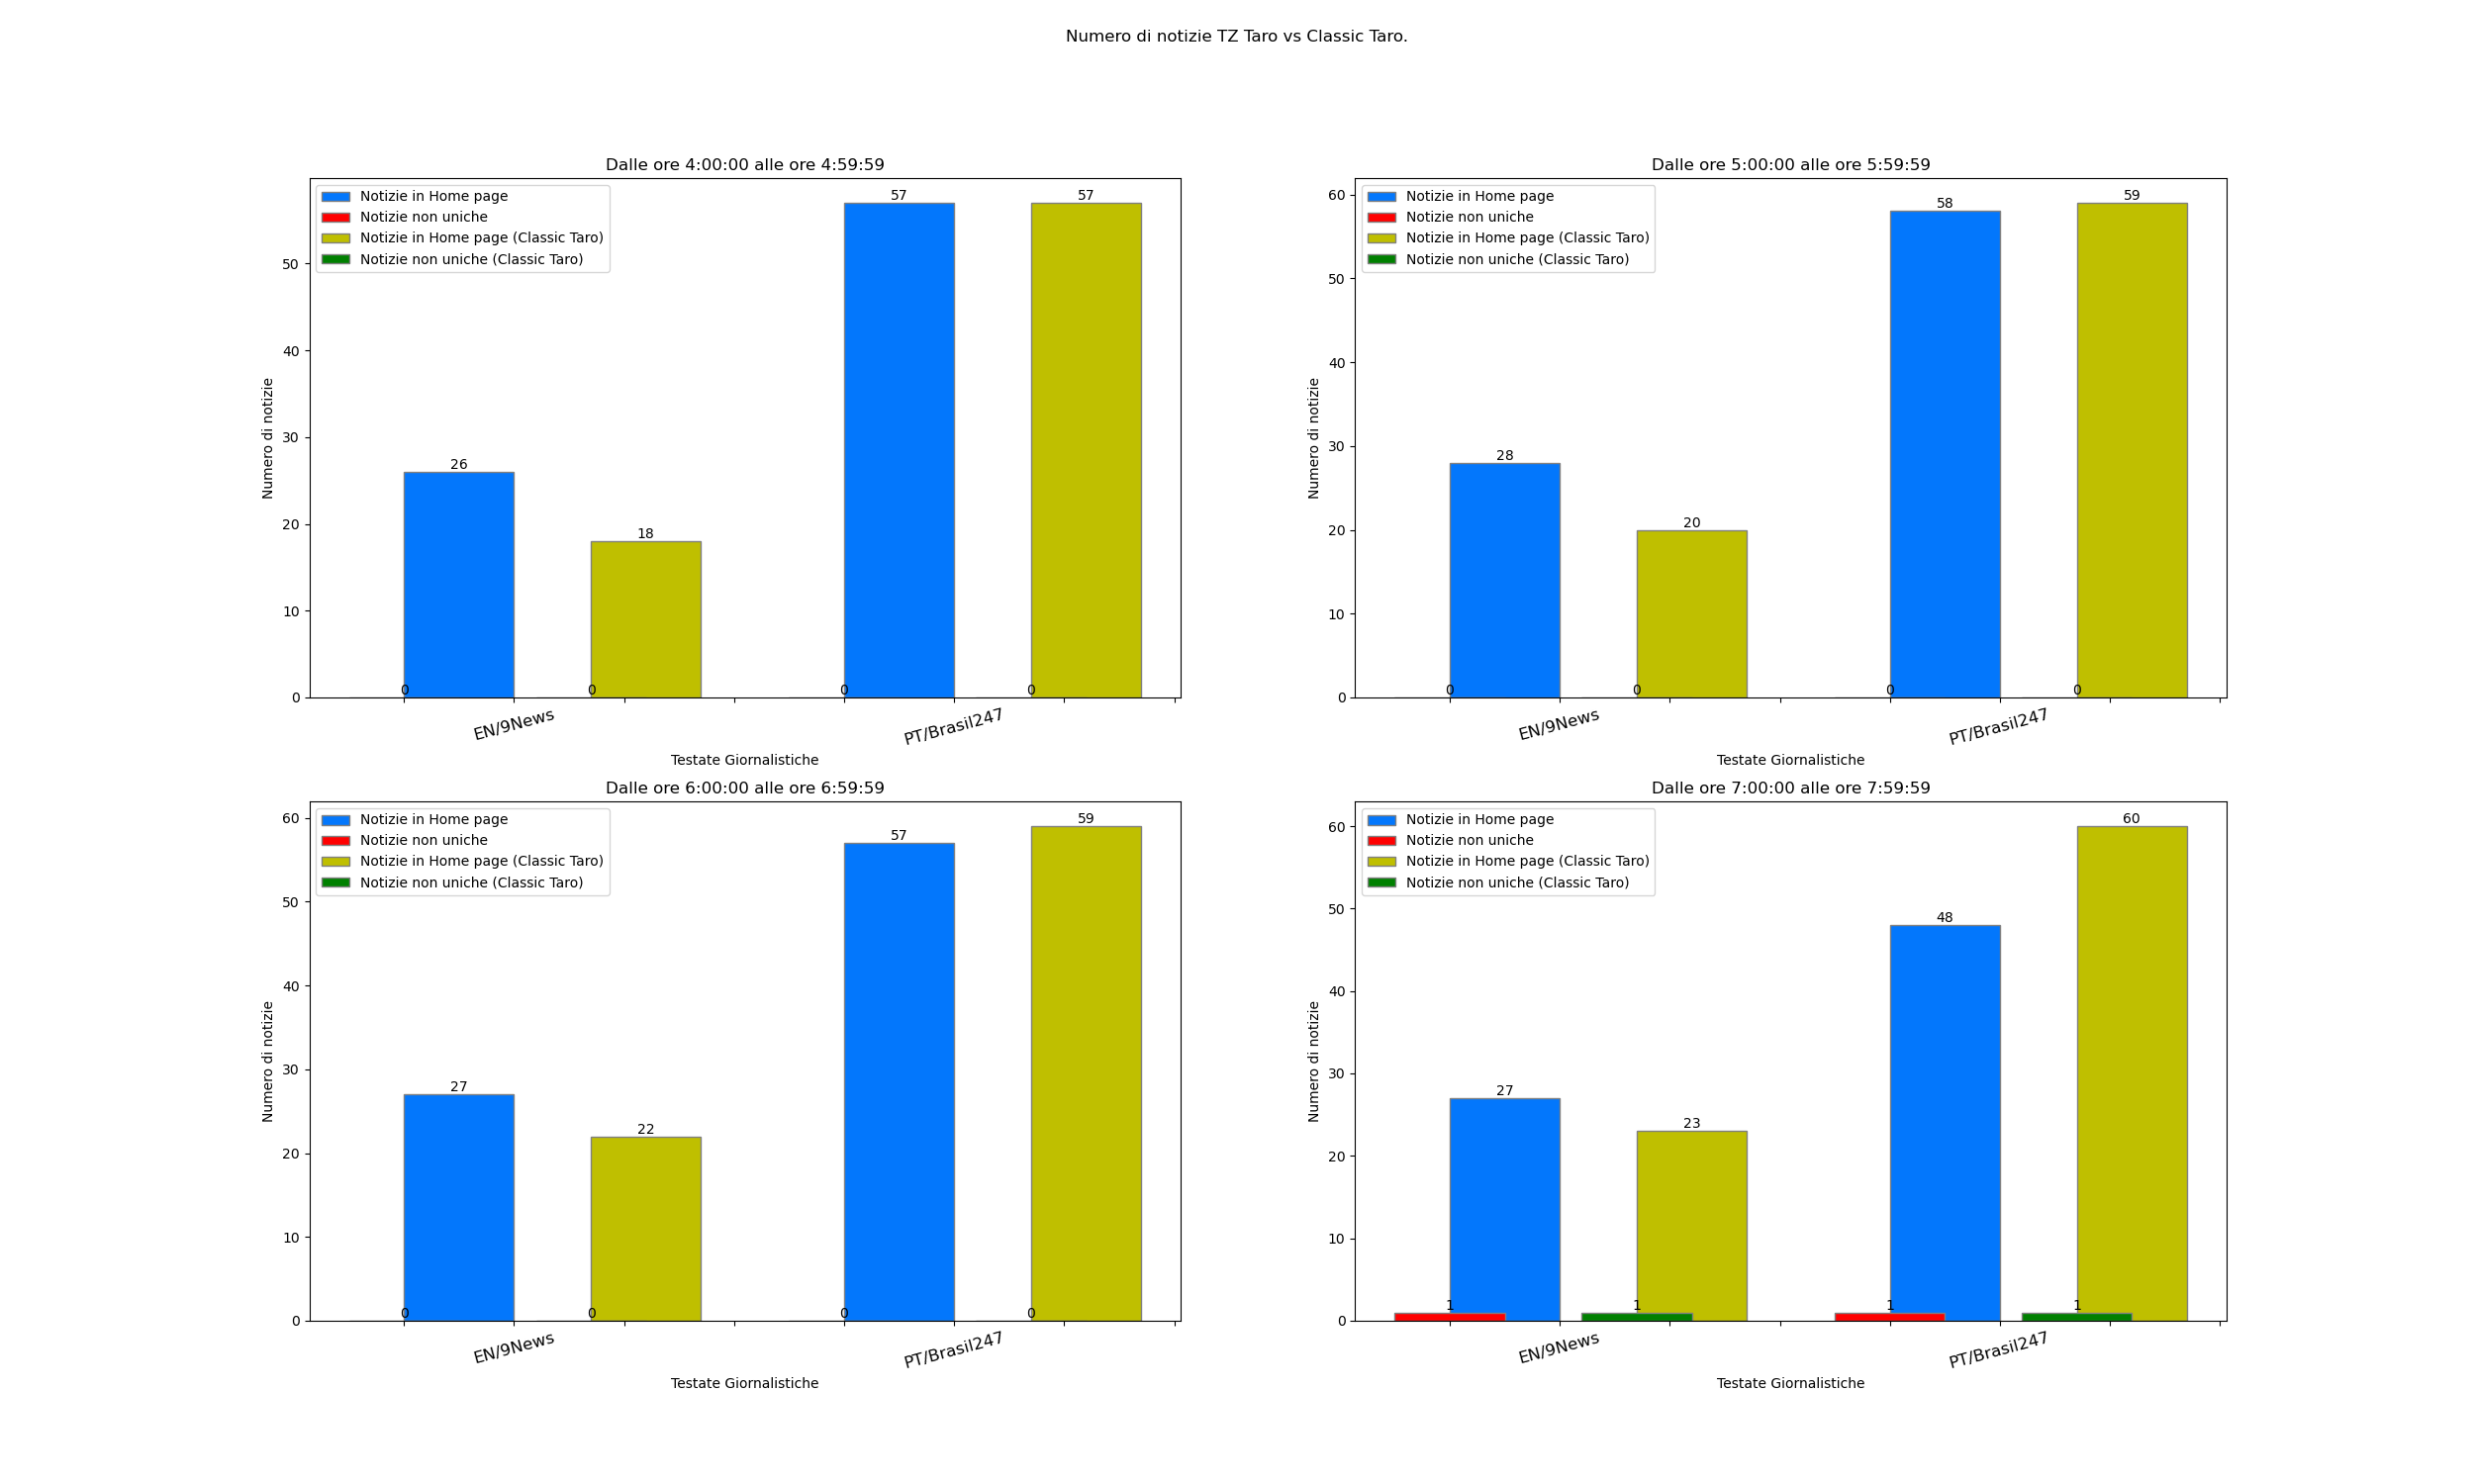 Numero di notizie TZ Taro vs Classic Taro.
Dalle ore 4:00:00 alle ore 4:59:59
Notizie in Home page
Notizie non uniche
Notizie in Home page (Classic Taro)
Notizie non uniche (Classic Taro)
Numero di notizie
50
40
30
20
10
0
26
18
57
57
0
0
0
0
EN/9News
PT/Brasil247
Testate Giornalistiche
Dalle ore 5:00:00 alle ore 5:59:59
Notizie in Home page
Notizie non uniche
Notizie in Home page (Classic Taro)
Notizie non uniche (Classic Taro)
Numero di notizie
60
50
40
30
20
10
0
28
20
58
59
0
0
0
0
EN/9News
PT/Brasil247
Testate Giornalistiche
Dalle ore 6:00:00 alle ore 6:59:59
Notizie in Home page
Notizie non uniche
Notizie in Home page (Classic Taro)
Notizie non uniche (Classic Taro)
Numero di notizie
60
50
40
30
20
10
0
27
22
57
59
0
0
0
0
EN/9News
PT/Brasil247
Testate Giornalistiche
Dalle ore 7:00:00 alle ore 7:59:59
Notizie in Home page
Notizie non uniche
Notizie in Home page (Classic Taro)
Notizie non uniche (Classic Taro)
Numero di notizie
60
50
40
30
20
10
0
27
23
48
60
1
1
1
1
EN/9News
PT/Brasil247
Testate Giornalistiche